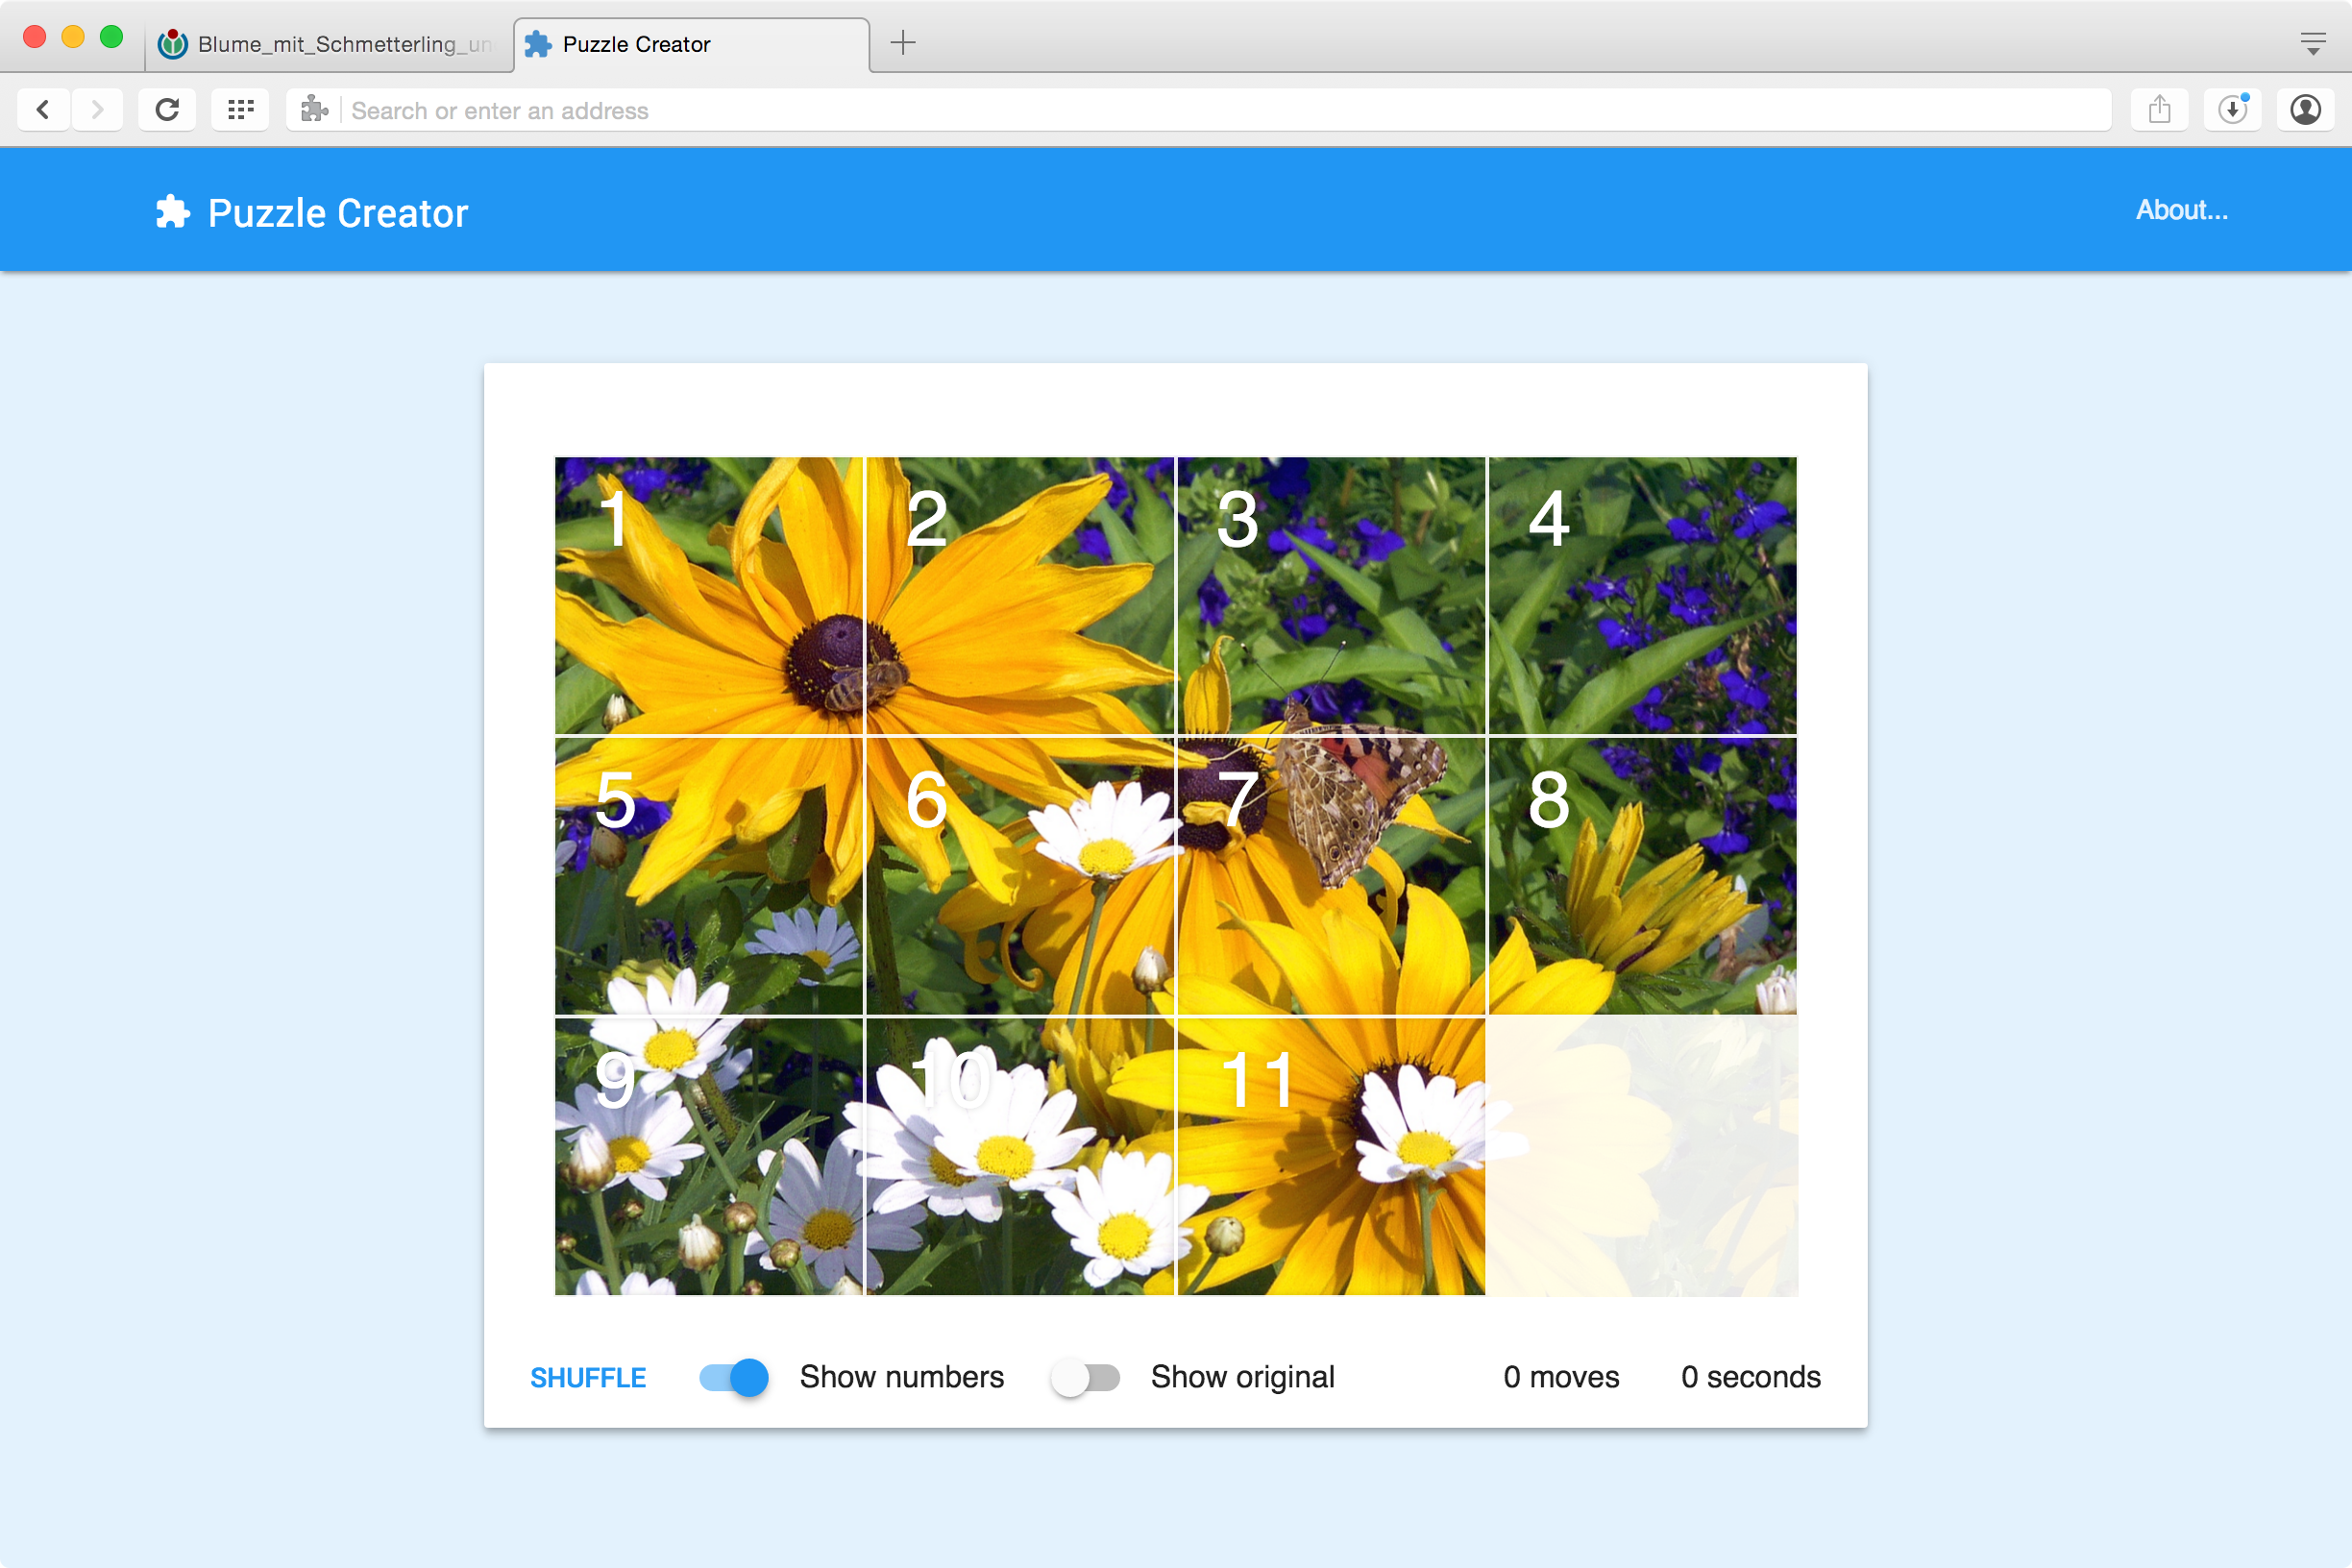 Blume_mit_Schmetterling_un
Puzzle Creator
Search or enter an address
Puzzle Creator
About...
1 2 3 4
5 6 7 8
9 10 11
SHUFFLE Show numbers Show original 0 moves 0 seconds